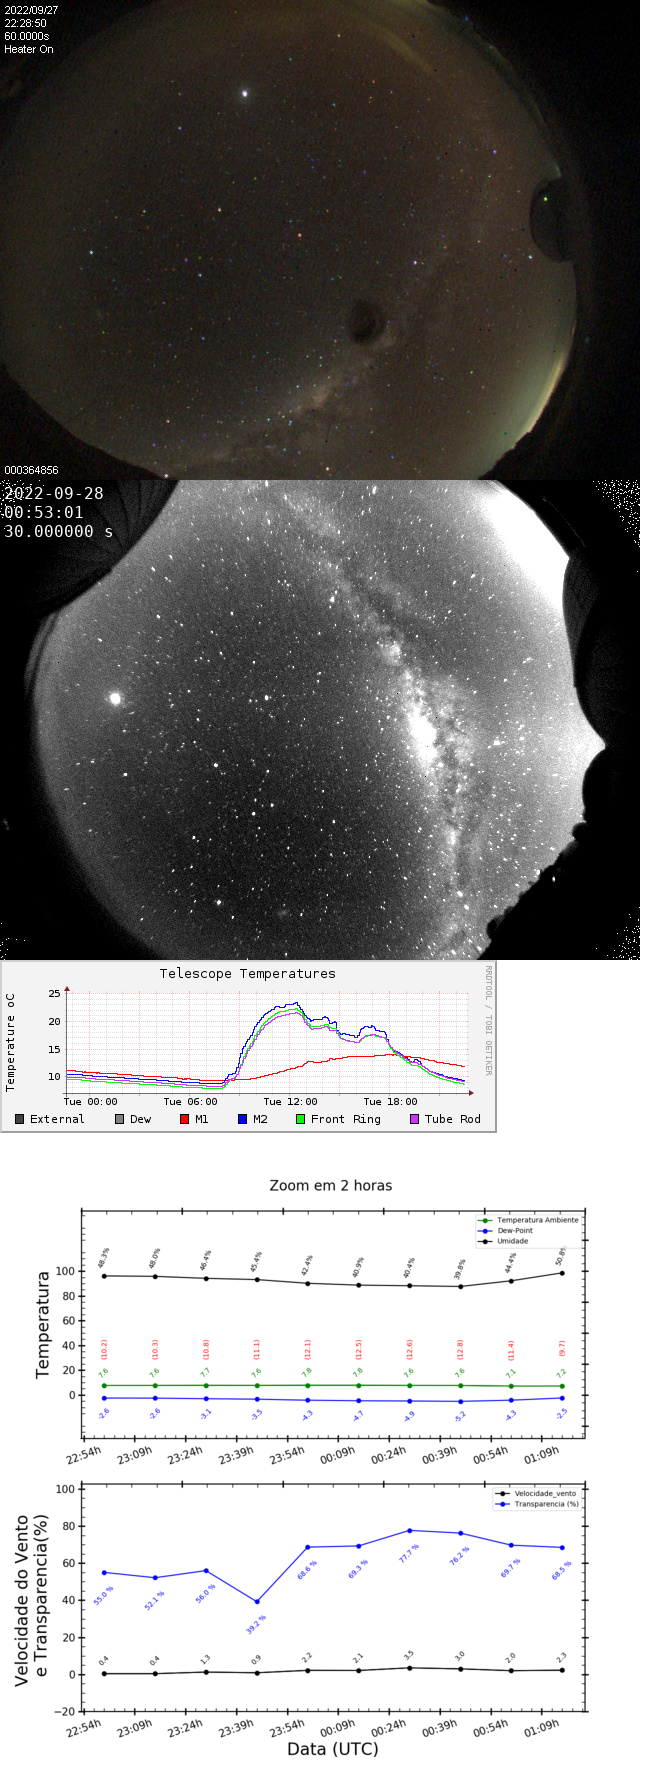 2022/09/27
22:28:50
60.0000s
Heater On
000364856
2022-09-28
00:53:01
30.000000 s
Telescope Temperatures
RRDTOOL / TOBI OETIKER
Temperature oC
25
20
15
10
Tue 00:00 Tue 06:00 Tue 12:00 Tue 18:00
External Dew M1 M2 Front Ring Tube Rod
Zoom em 2 horas
Temperatura Ambiente
Dew-Point
Umidade
Temperatura
100
80
60
40
20
0
48.3% 48.0% 46.4% 45.4% 42.4% 40.9% 40.4% 39.8% 44.4% 50.8%
(10.2) (10.3) (10.8) (11.1) (12.1) (12.5) (12.6) (12.8) (11.4) (9.7)
7.6 7.6 7.7 7.6 7.8 7.8 7.6 7.6 7.1 7.2
-2.6 -2.6 -3.1 -3.5 -4.3 -4.7 -4.9 -5.2 -4.3 -2.5
22:54h 23:09h 23:24h 23:39h 23:54h 00:09h 00:24h 00:39h 00:54h 01:09h
Velocidade_vento
Transparencia (%)
Velocidade do Vento
e Transparencia(%)
100
80
60
40
20
0
−20
55.0 % 52.1 % 56.0 % 39.2 % 68.6 % 69.3 % 77.7 % 76.2 % 69.7 % 68.5 %
0.4 0.4 1.3 0.9 2.2 2.1 3.5 3.0 2.0 2.3
22:54h 23:09h 23:24h 23:39h 23:54h 00:09h 00:24h 00:39h 00:54h 01:09h
Data (UTC)